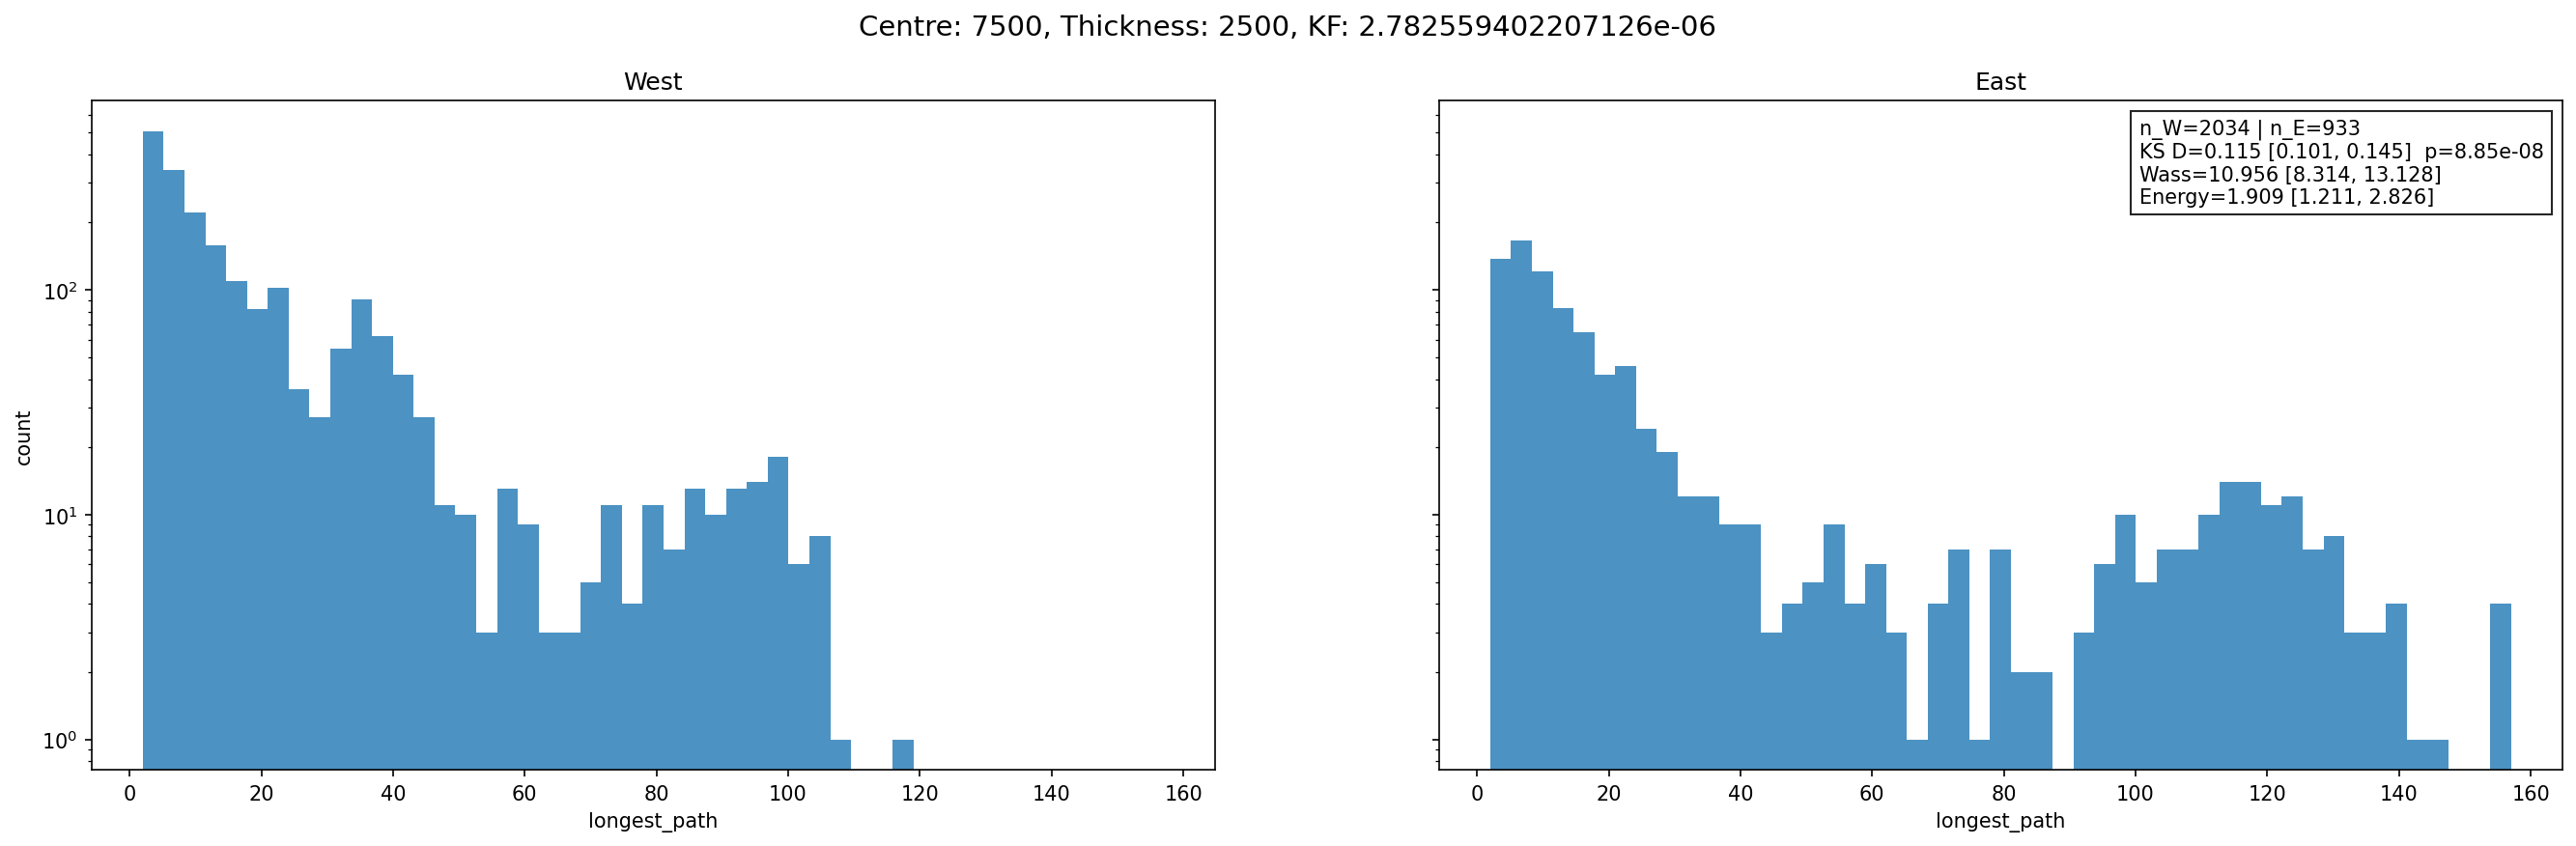 Centre: 7500, Thickness: 2500, KF: 2.782559402207126e-06
West
count
10²
10¹
10⁰
0 20 40 60 80 100 120 140 160
longest_path
East
n_W=2034 | n_E=933
KS D=0.115 [0.101, 0.145]  p=8.85e-08
Wass=10.956 [8.314, 13.128]
Energy=1.909 [1.211, 2.826]
0 20 40 60 80 100 120 140 160
longest_path